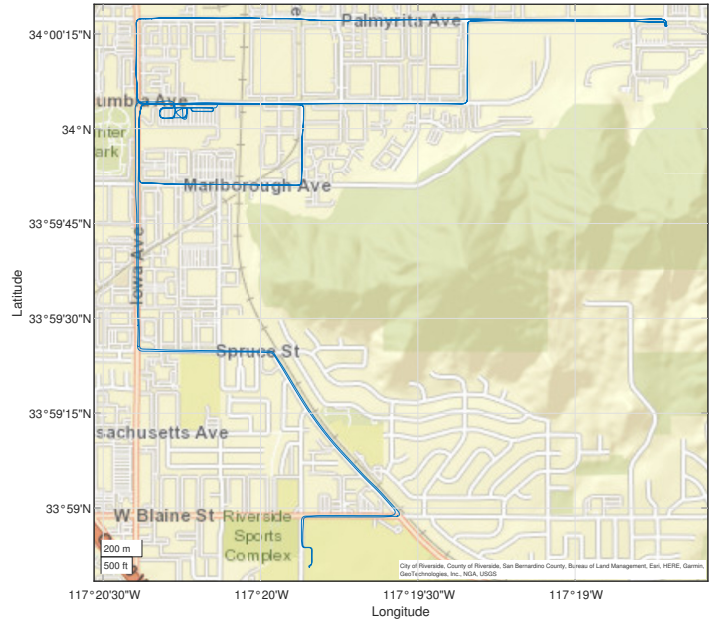 Palmyrita Ave
34°00'15"N
umbia Ave
34°N
nter
ark
Marlborough Ave
33°59'45"N
Iowa Ave
Latitude
33°59'30"N
Spruce St
33°59'15"N
sachusetts Ave
33°59'N
W Blaine St
Riverside
Sports
Complex
200 m
500 ft
City of Riverside, County of Riverside, San Bernardino County, Bureau of Land Management, Esri, HERE, Garmin,
GeoTechnologies, Inc., NGA, USGS
117°20'30"W
117°20'W
117°19'30"W
117°19'W
Longitude